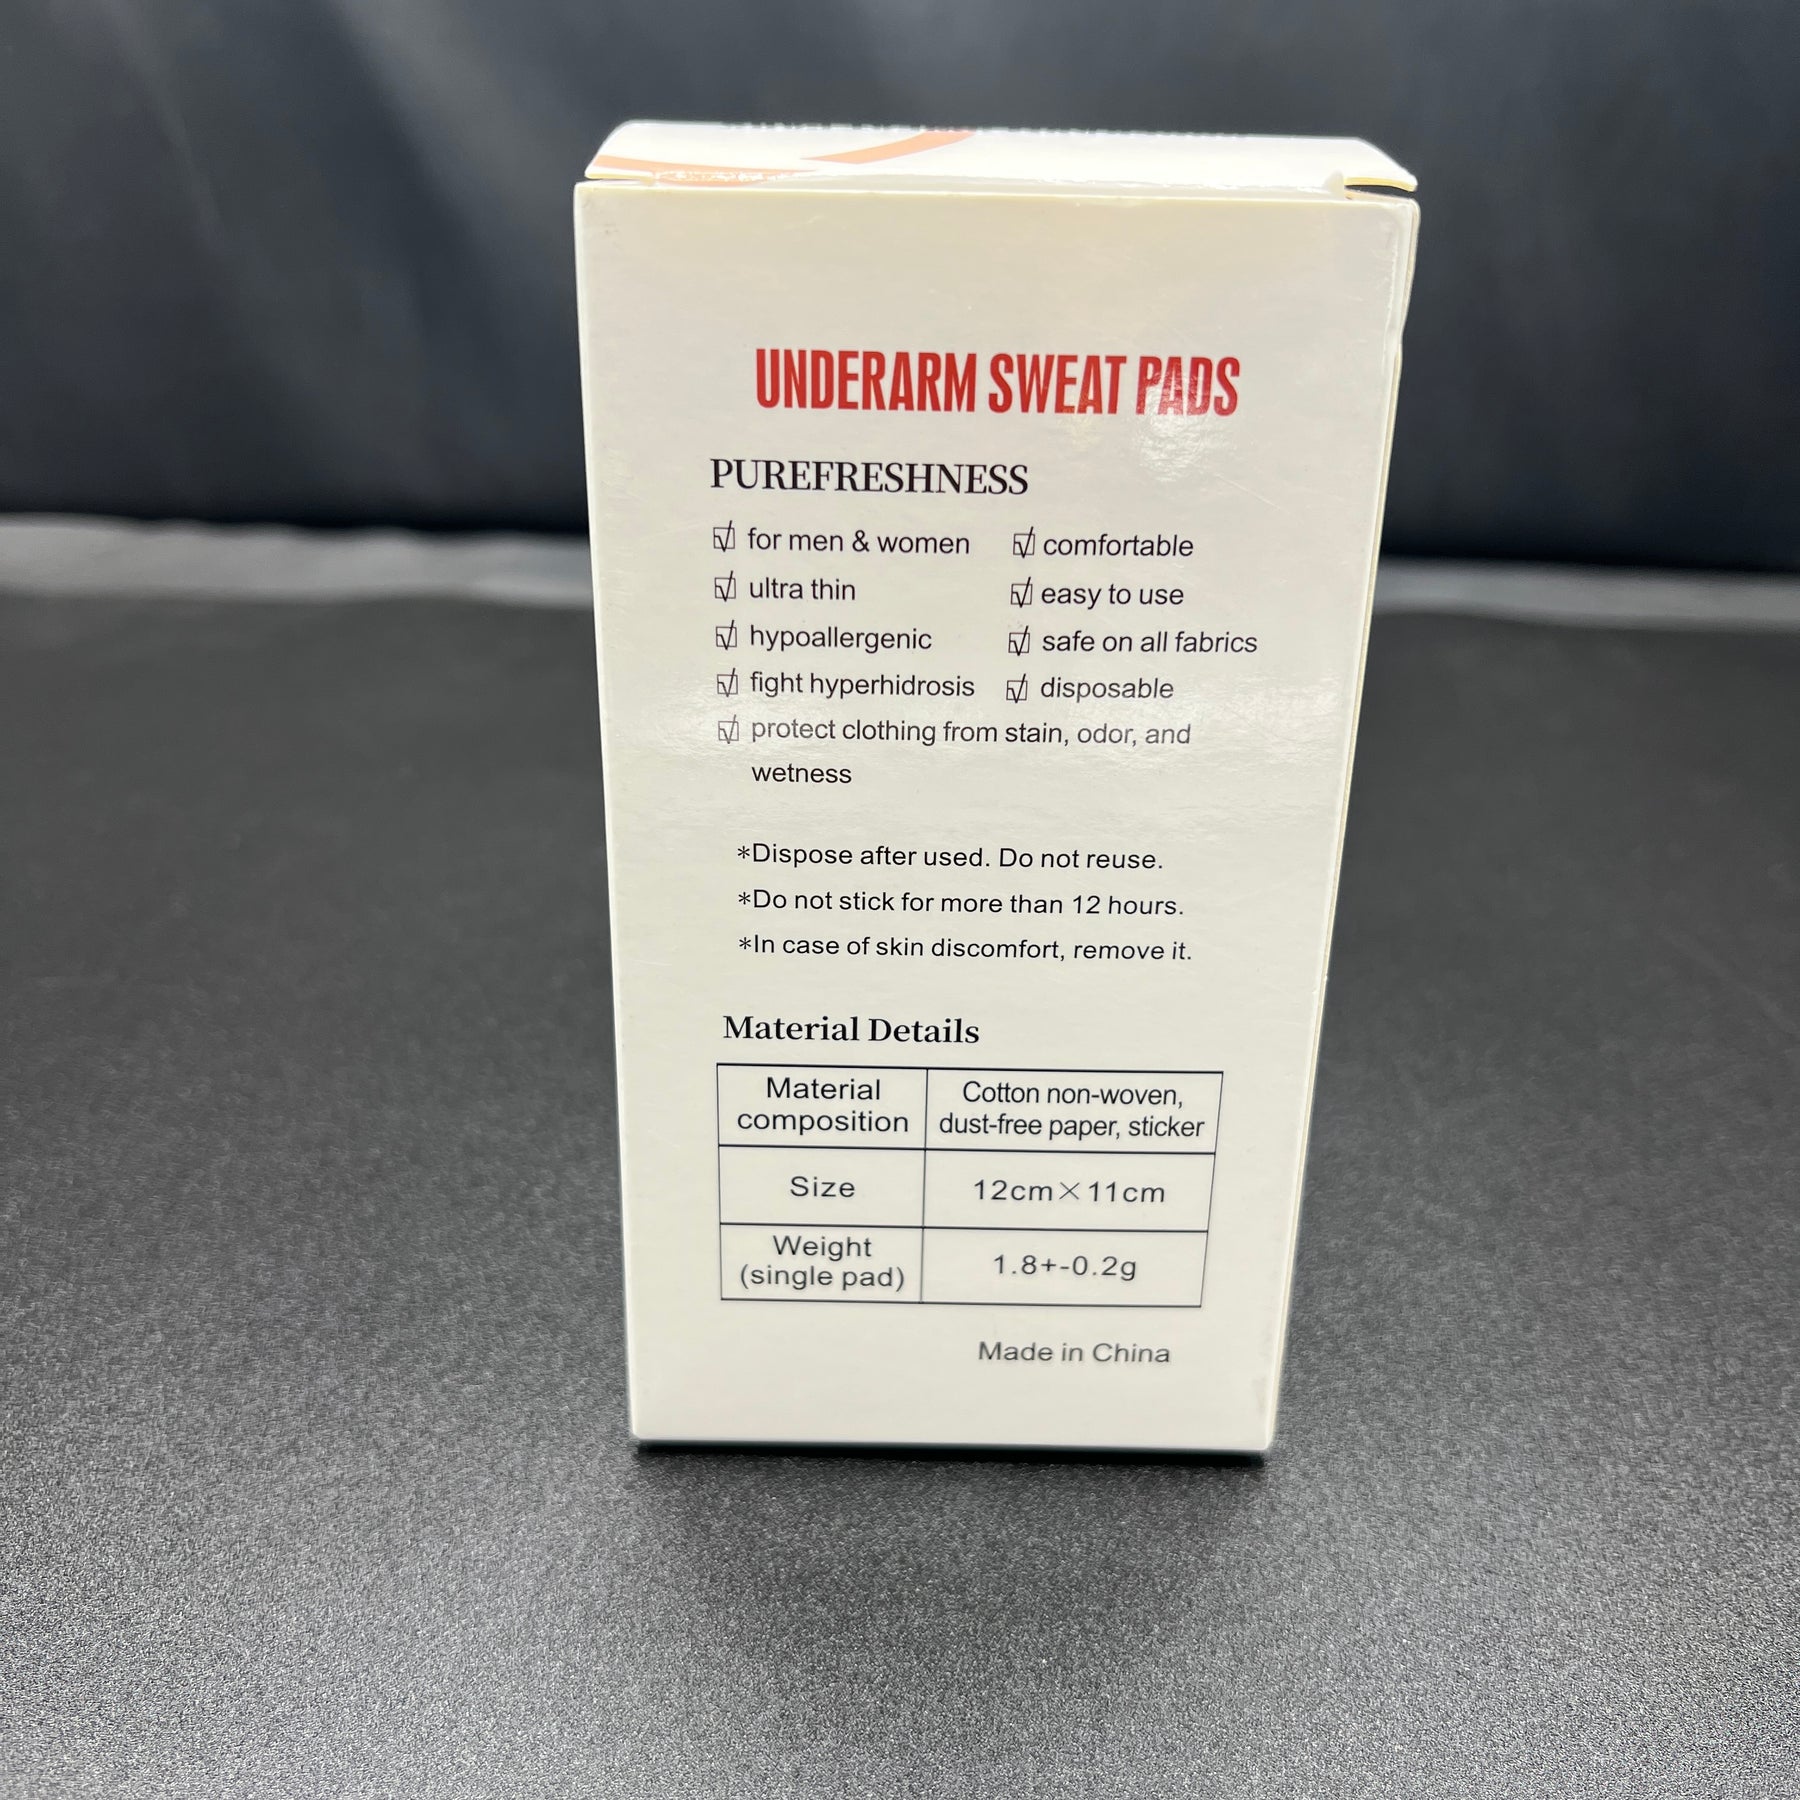 UNDERARM SWEAT PADS
PUREFRESHNESS
for men & women
comfortable
ultra thin
easy to use
hypoallergenic
safe on all fabrics
fight hyperhidrosis
disposable
protect clothing from stain, odor, and
wetness
*Dispose after used. Do not reuse.
*Do not stick for more than 12 hours.
*In case of skin discomfort, remove it.
Material Details
Material
composition
Cotton non-woven,
dust-free paper, sticker
Size
12cm×11cm
Weight
(single pad)
1.8+-0.2g
Made in China